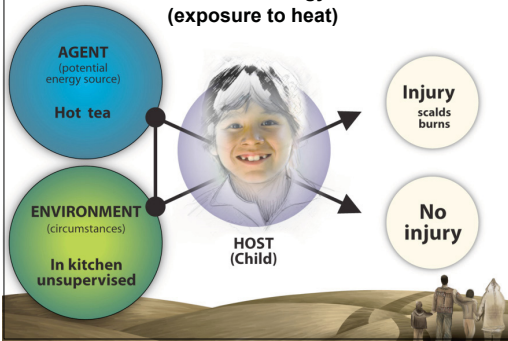 (exposure to heat)
AGENT
(potential
energy source)
Hot tea
ENVIRONMENT
(circumstances)
In kitchen
unsupervised
HOST
(Child)
Injury
scalds
burns
No
injury